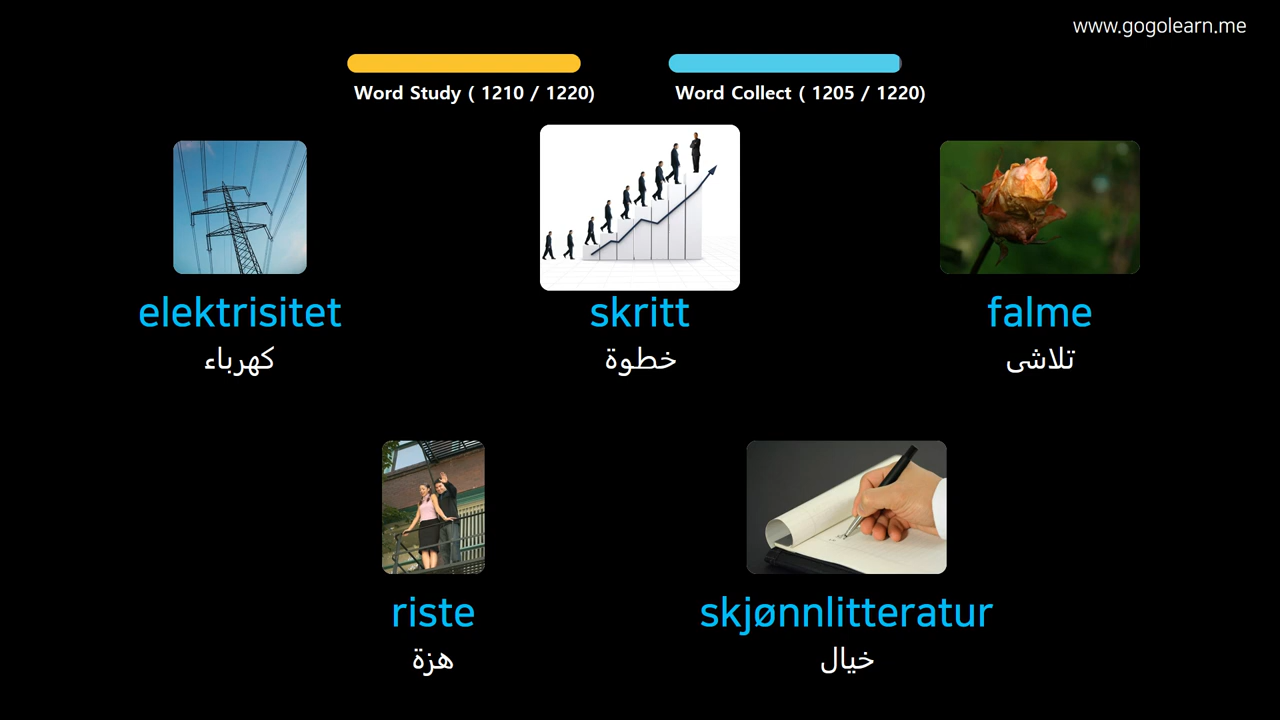 www.gogolearn.me
Word Study ( 1210 / 1220)
Word Collect ( 1205 / 1220)
elektrisitet
كهرباء
skritt
خطوة
falme
تلاشى
riste
هزة
skjønnlitteratur
خيال